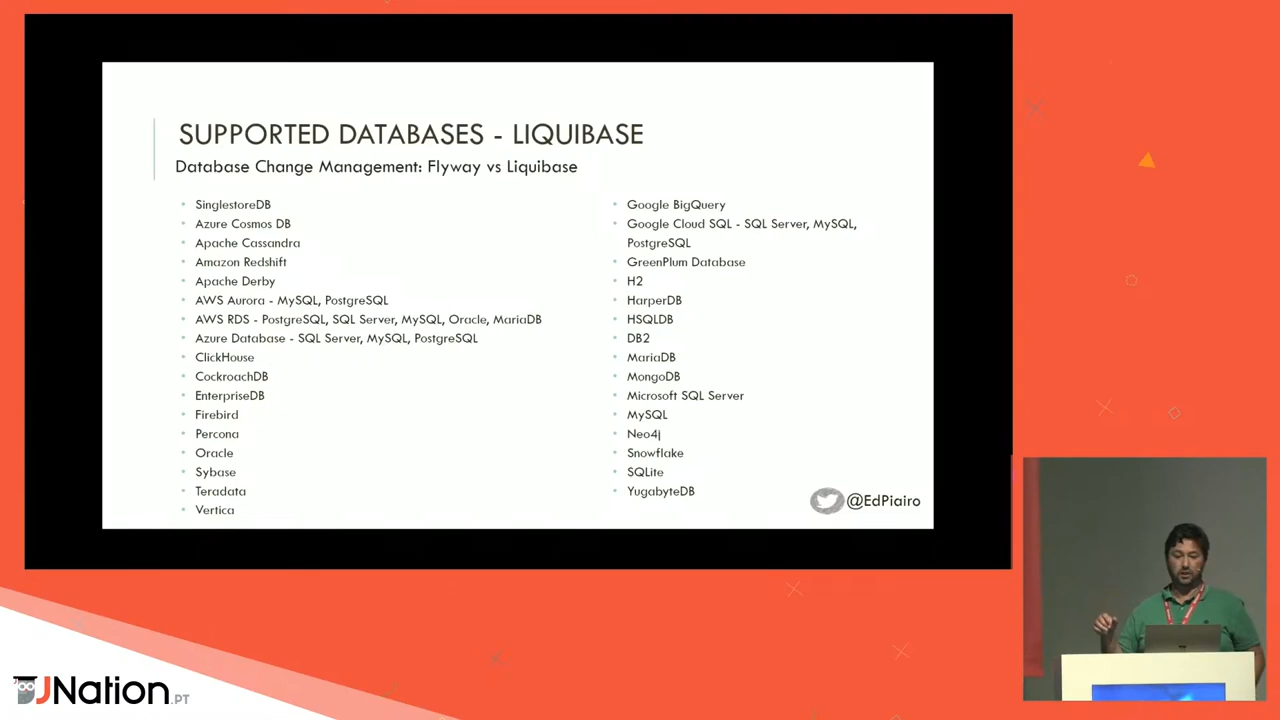 SUPPORTED DATABASES - LIQUIBASE
Database Change Management: Flyway vs Liquibase
SinglestoreDB
Azure Cosmos DB
Apache Cassandra
Amazon Redshift
Apache Derby
AWS Aurora - MySQL, PostgreSQL
AWS RDS - PostgreSQL, SQL Server, MySQL, Oracle, MariaDB
Azure Database - SQL Server, MySQL, PostgreSQL
ClickHouse
CockroachDB
EnterpriseDB
Firebird
Percona
Oracle
Sybase
Teradata
Vertica
Google BigQuery
Google Cloud SQL - SQL Server, MySQL,
PostgreSQL
GreenPlum Database
H2
HarperDB
HSQLDB
DB2
MariaDB
MongoDB
Microsoft SQL Server
MySQL
Neo4j
Snowflake
SQLite
YugabyteDB
@EdPiairo
JNation.PT